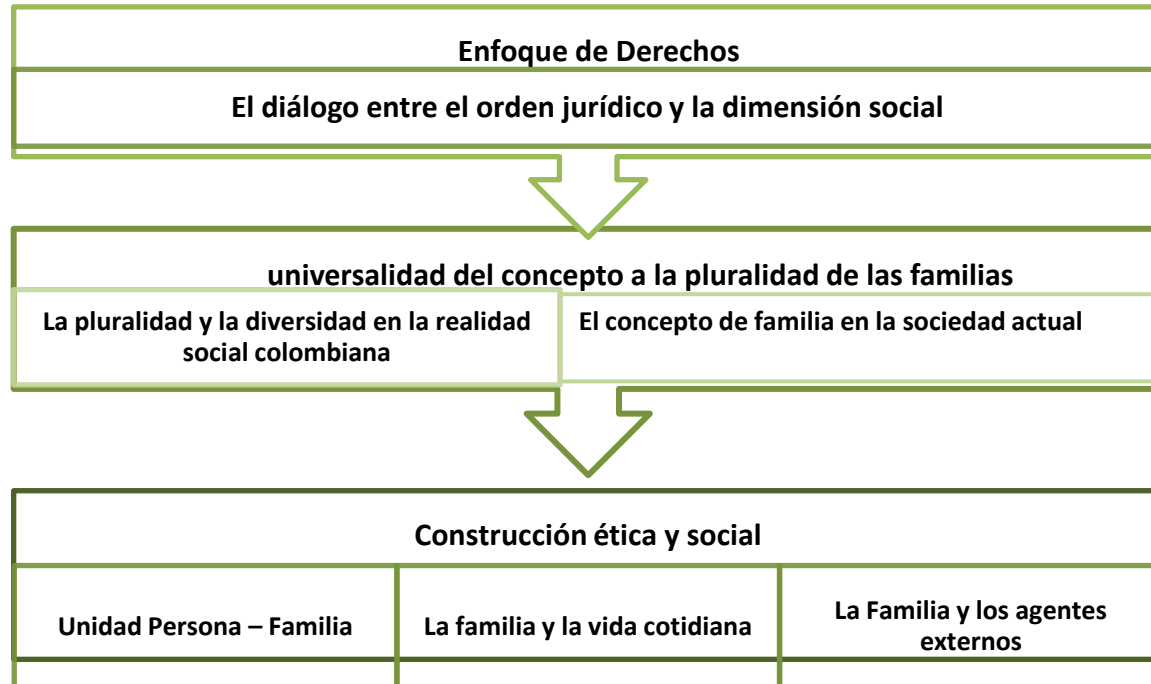 Enfoque de Derechos
El diálogo entre el orden jurídico y la dimensión social
universalidad del concepto a la pluralidad de las familias
La pluralidad y la diversidad en la realidad
social colombiana
El concepto de familia en la sociedad actual
Construcción ética y social
Unidad Persona – Familia
La familia y la vida cotidiana
La Familia y los agentes
externos